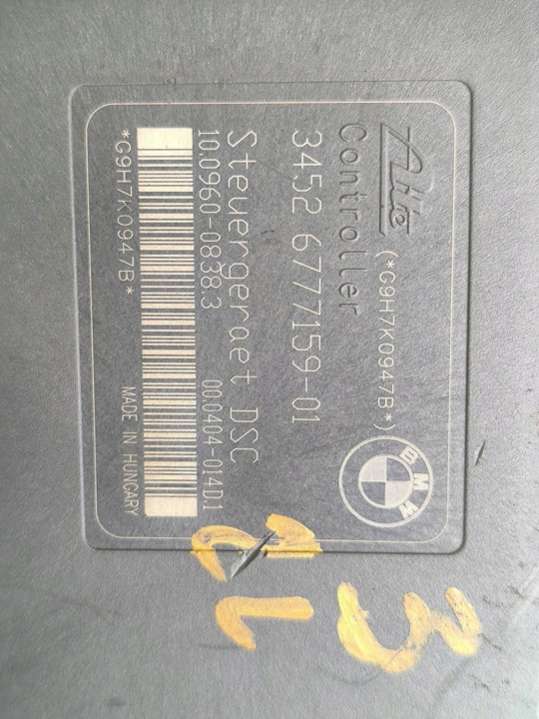 Ate (*G9H7K0947B*)
BMW
Controller
3452 6777159-01
Steuergeraet DSC
10.0960-0838.3 00.0404-014D1
*G9H7K0947B* MADE IN HUNGARY
3